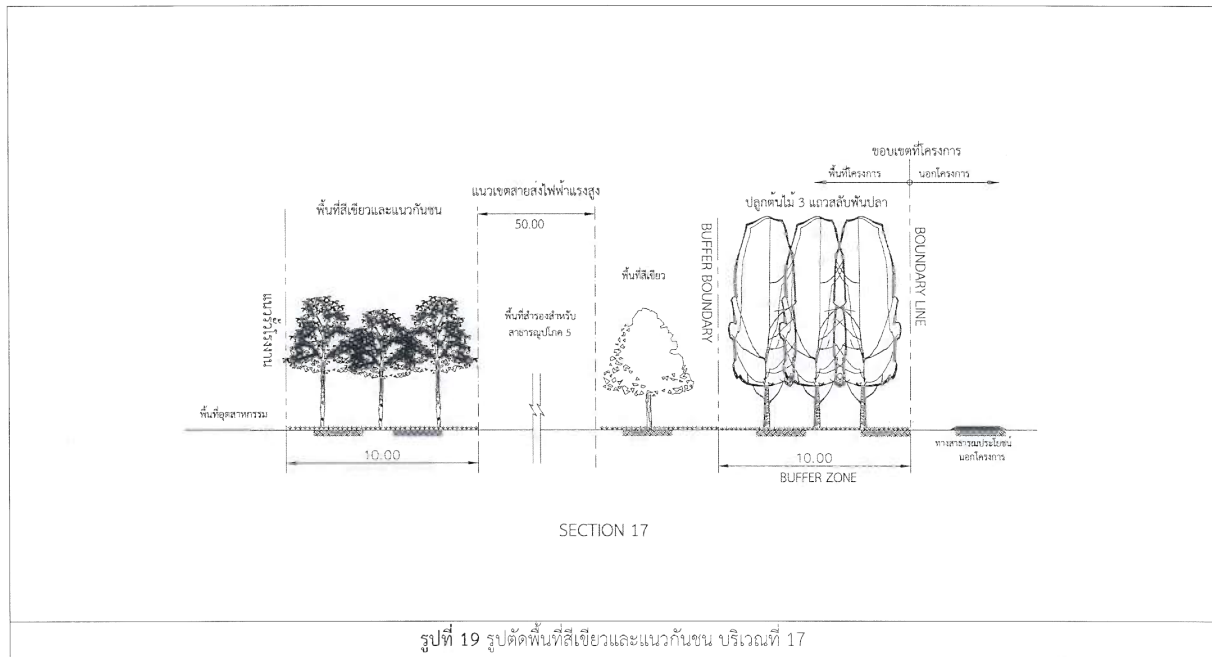 ขอบเขตที่โครงการ
พื้นที่โครงการ
นอกโครงการ
แนวเขตสายส่งไฟฟ้าแรงสูง
50.00
พื้นที่สีเขียวและแนวกันชน
ปลูกต้นไม้ 3 แถวสลับฟันปลา
พื้นที่สีเขียว
BUFFER BOUNDARY
BOUNDARY LINE
แนวรั้วโรงงาน
พื้นที่สำรองสำหรับ
สาธารณูปโภค 5
พื้นที่อุตสาหกรรม
10.00
10.00
BUFFER ZONE
ทางสาธารณประโยชน์
นอกโครงการ
SECTION 17
รูปที่ 19 รูปตัดพื้นที่สีเขียวและแนวกันชน บริเวณที่ 17